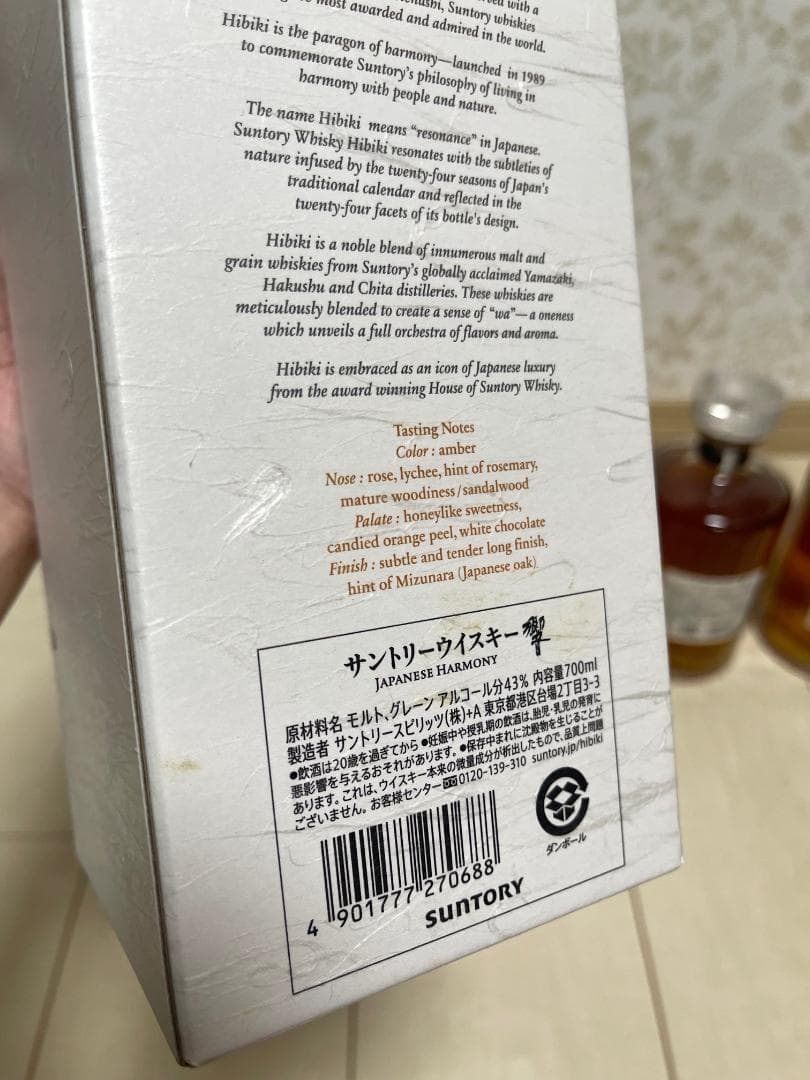 with a
Suntory whiskies
most awarded and admired in the world.
Hibiki is the paragon of harmony—launched in 1989
to commemorate Suntory's philosophy of living in
harmony with people and nature.
The name Hibiki means “resonance” in Japanese.
Suntory Whisky Hibiki resonates with the subtleties of
nature infused by the twenty-four seasons of Japan's
traditional calendar and reflected in the
twenty-four facets of its bottle's design.
Hibiki is a noble blend of innumerous malt and
grain whiskies from Suntory's globally acclaimed Yamazaki,
Hakushu and Chita distilleries. These whiskies are
meticulously blended to create a sense of “wa”—a oneness
which unveils a full orchestra of flavors and aroma.
Hibiki is embraced as an icon of Japanese luxury
from the award winning House of Suntory Whisky.
Tasting Notes
Color : amber
Nose : rose, lychee, hint of rosemary,
mature woodiness/sandalwood
Palate : honeylike sweetness,
candied orange peel, white chocolate
Finish : subtle and tender long finish,
hint of Mizunara (Japanese oak)
サントリーウイスキー 響
JAPANESE HARMONY
原材料名 モルト、グレーン アルコール分43% 内容量700ml
製造者 サントリースピリッツ(株)+A 東京都港区台場2丁目3-3
●飲酒は20歳を過ぎてから ●妊娠中や授乳期の飲酒は、胎児・乳児の発育に
悪影響を与えるおそれがあります。●保存中まれに沈殿物を生じることが
あります。これは、ウイスキー本来の微量成分が析出したもので、品質上問題
ございません。お客様センター 0120-139-310 suntory.jp/hibiki
ダンボール
4 901777 270688
SUNTORY